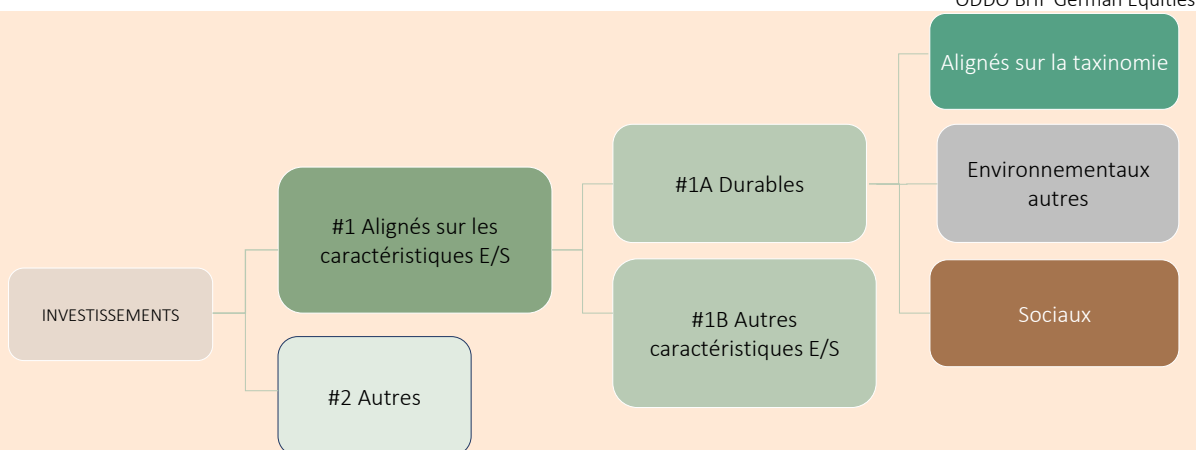 ODDO BHF German Equities
Alignés sur la taxinomie
#1A Durables
Environnementaux
autres
#1 Alignés sur les
caractéristiques E/S
INVESTISSEMENTS
#1B Autres
caractéristiques E/S
Sociaux
#2 Autres